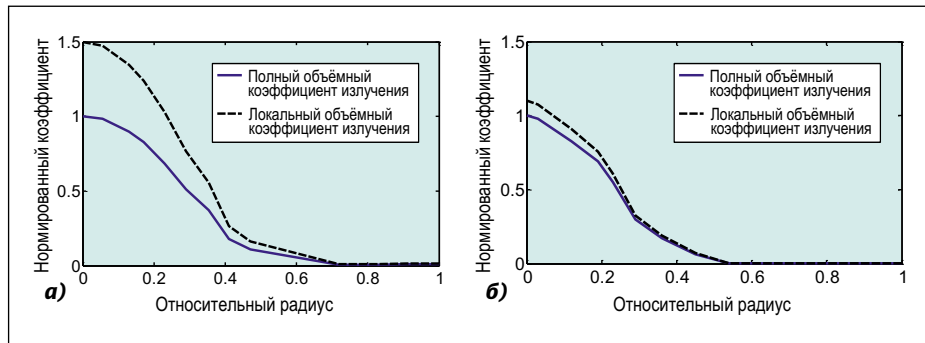 Нормированный коэффициент
1.5
1
0.5
0
Полный объёмный
коэффициент излучения
Локальный объёмный
коэффициент излучения
0 0.2 0.4 0.6 0.8 1
Относительный радиус
а)
Нормированный коэффициент
1.5
1
0.5
0
Полный объёмный
коэффициент излучения
Локальный объёмный
коэффициент излучения
0 0.2 0.4 0.6 0.8 1
Относительный радиус
б)